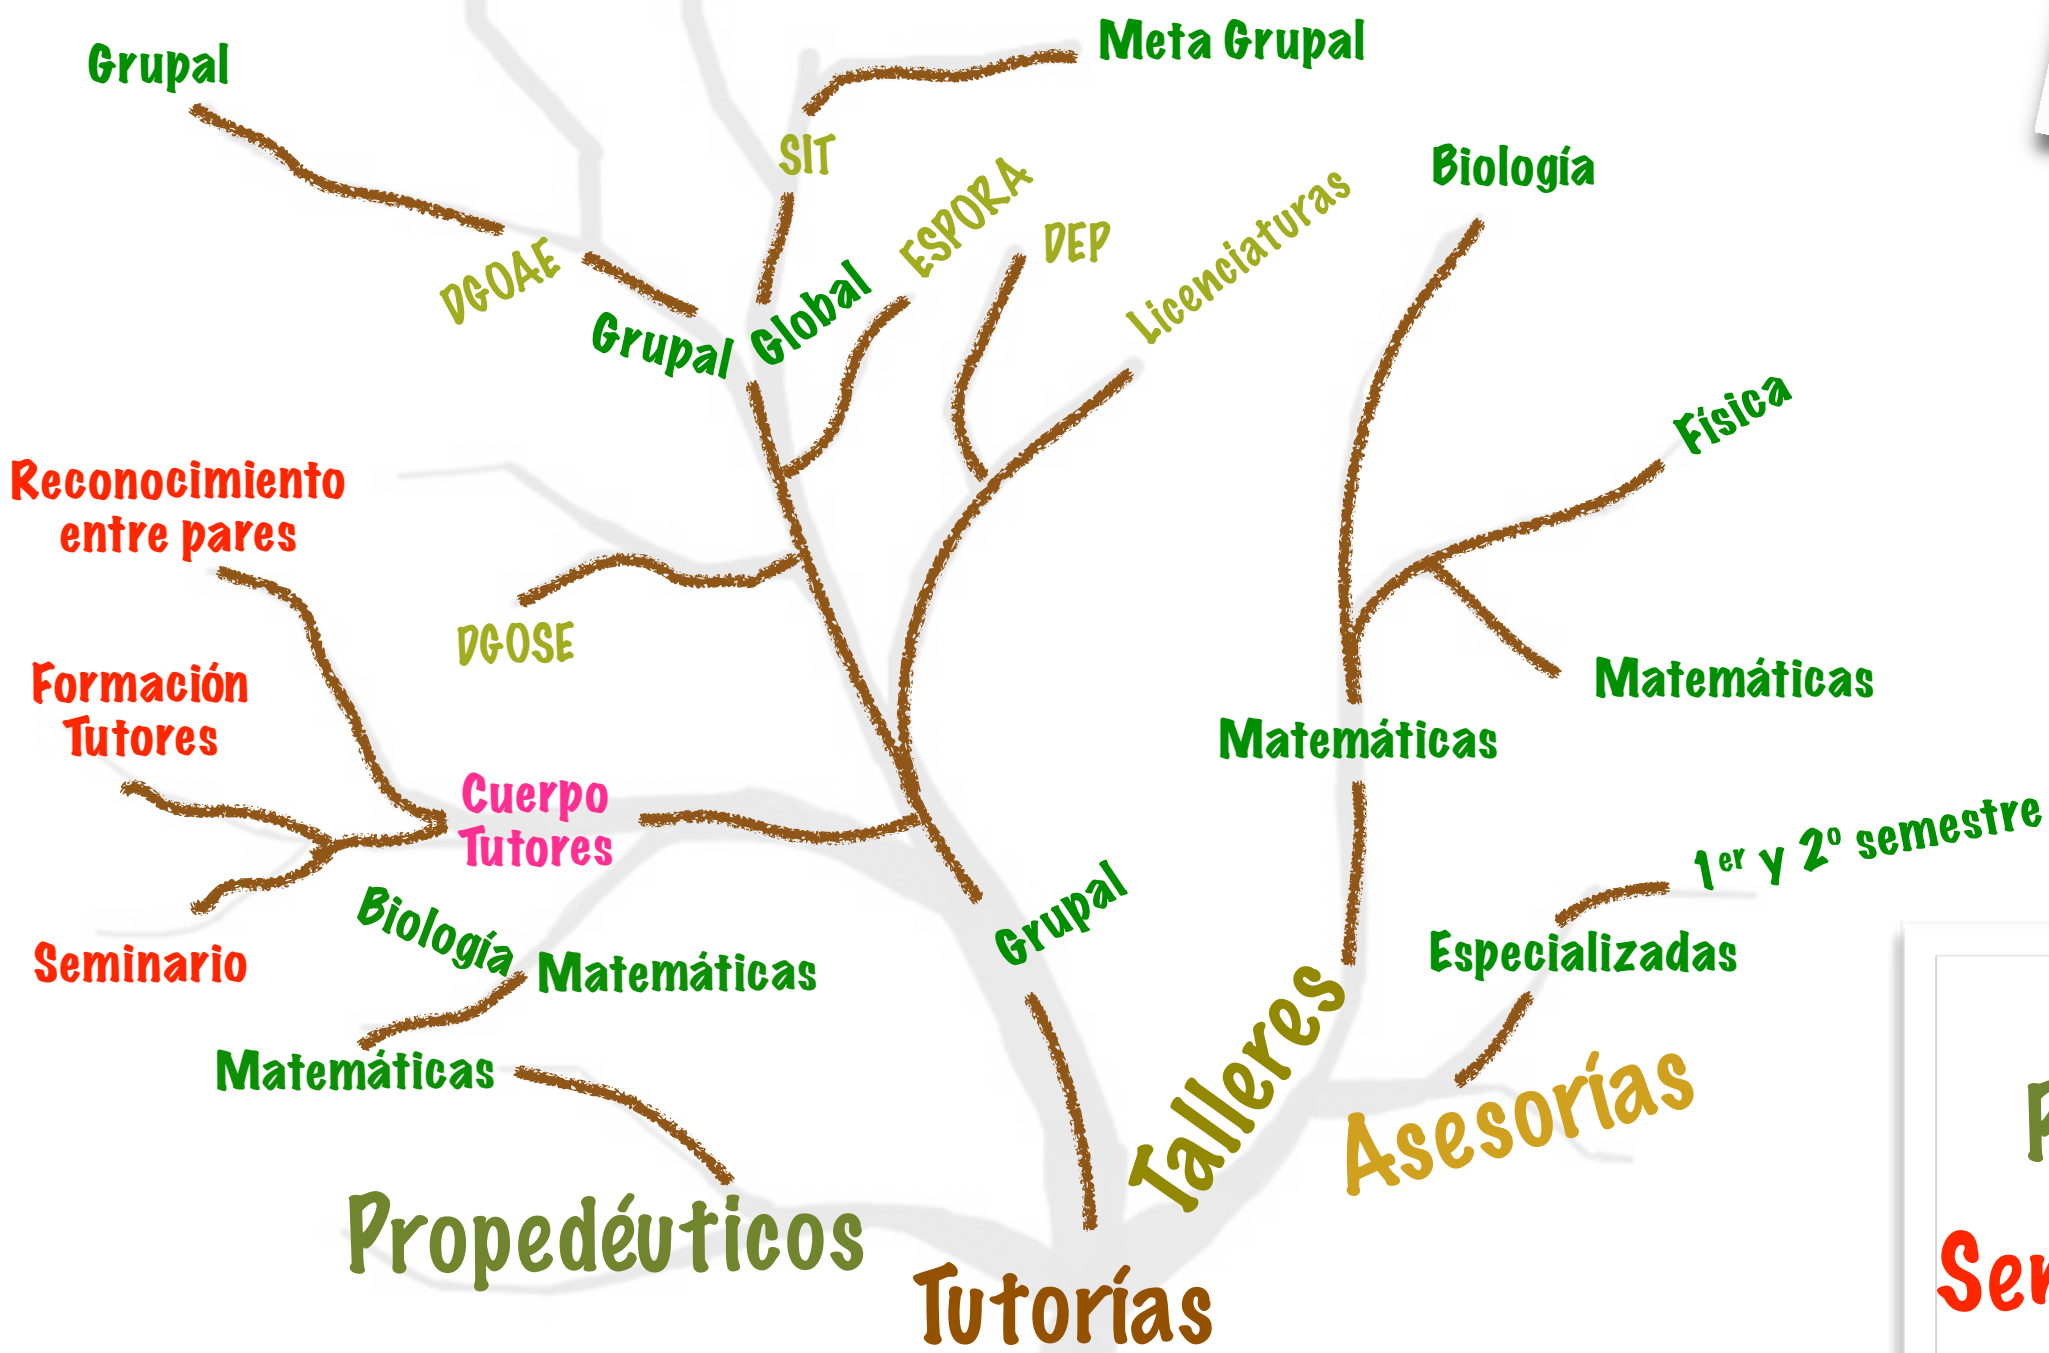 Meta Grupal
Grupal
SIT
Biología
ESPORA
DEP
Licenciaturas
DGOAE
Grupal
Global
Física
Reconocimiento
entre pares
DGOSE
Formación
Tutores
Matemáticas
Matemáticas
Cuerpo
Tutores
1er y 2º semestre
Biología
Grupal
Especializadas
Seminario
Matemáticas
Matemáticas
Talleres
Asesorías
Propedéuticos
Tutorías